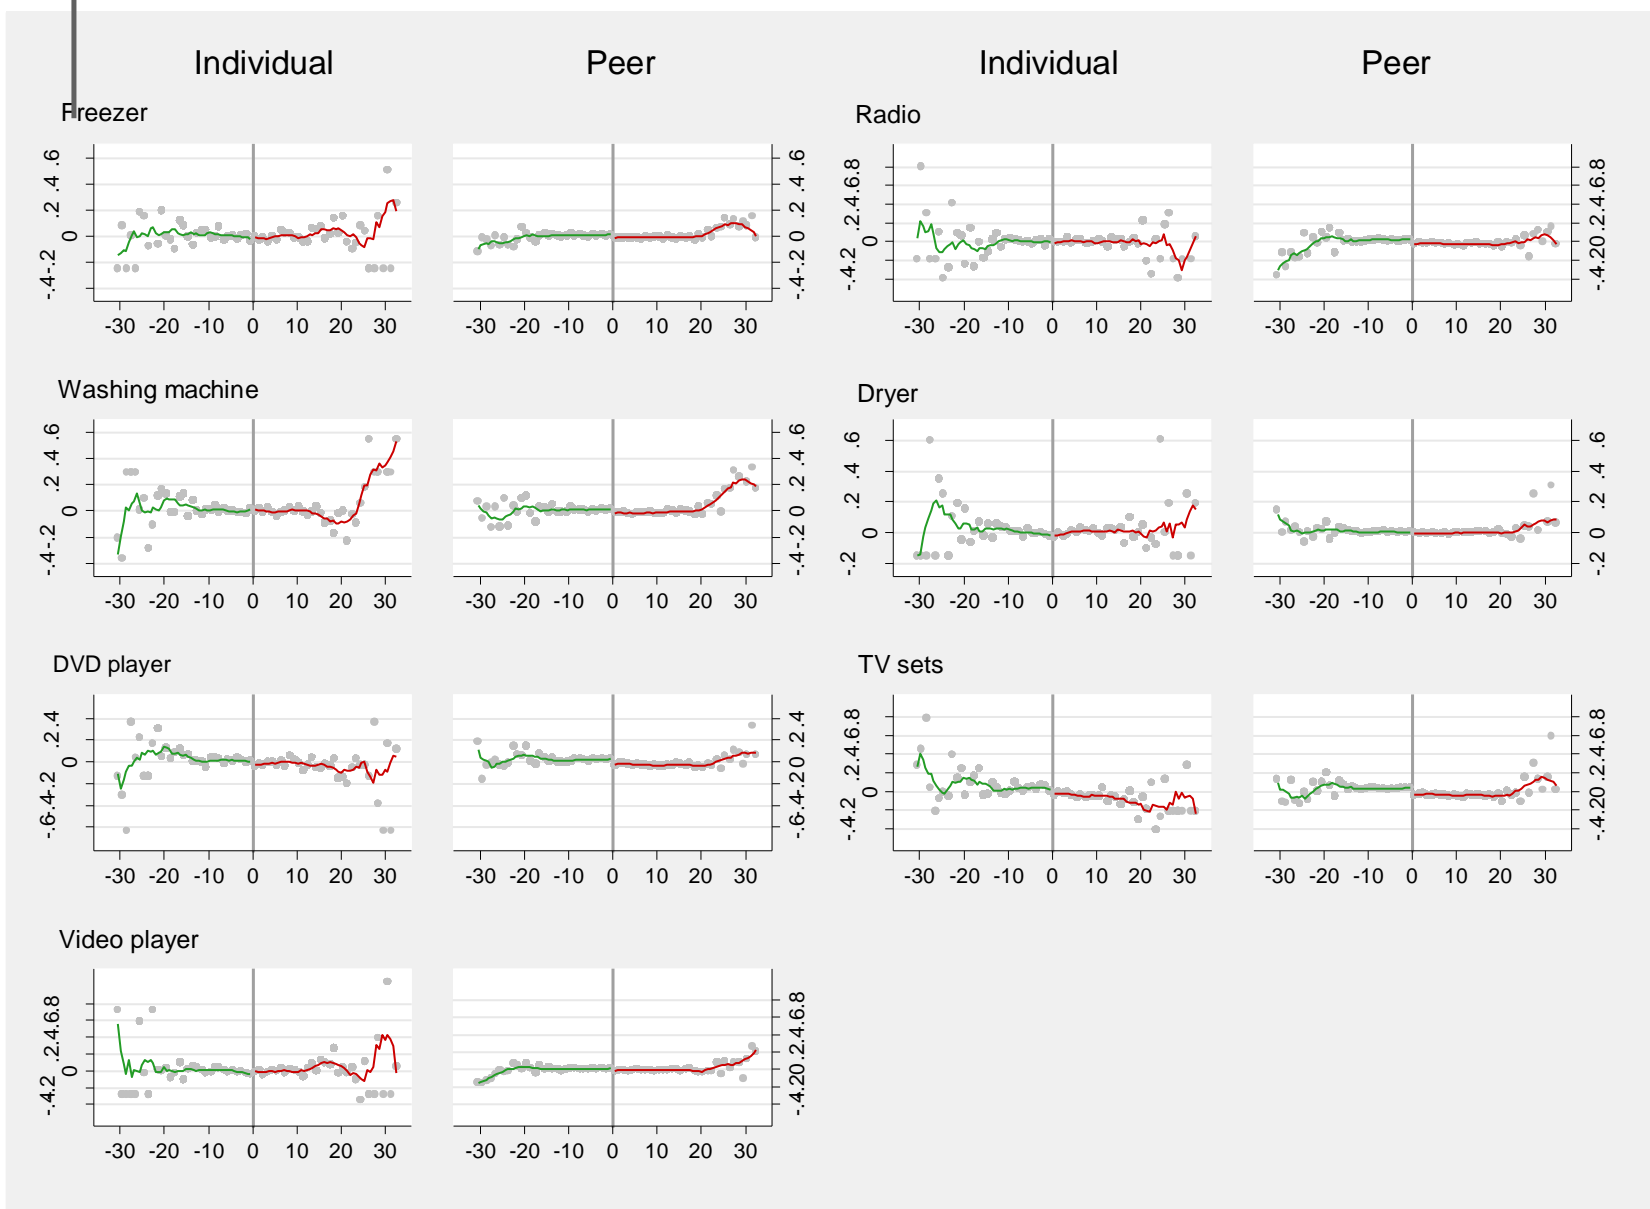 Individual Peer Individual Peer
Freezer Radio
-.4 -.2 0 .2 .4 .6 -.4 -.2 0 .2 .4 .6 -.4 .2 0 .2 .4 .6 .8 -.4 .2 0 .2 .4 .6 .8
-30 -20 -10 0 10 20 30 -30 -20 -10 0 10 20 30 -30 -20 -10 0 10 20 30 -30 -20 -10 0 10 20 30
Washing machine Dryer
-.4 -.2 0 .2 .4 .6 -.4 -.2 0 .2 .4 .6 -.2 0 .2 .4 .6 -.2 0 .2 .4 .6
-30 -20 -10 0 10 20 30 -30 -20 -10 0 10 20 30 -30 -20 -10 0 10 20 30 -30 -20 -10 0 10 20 30
DVD player TV sets
-.6 -.4 -.2 0 .2 .4 -.6 -.4 -.2 0 .2 .4 -.4 .2 0 .2 .4 .6 .8 -.4 .2 0 .2 .4 .6 .8
-30 -20 -10 0 10 20 30 -30 -20 -10 0 10 20 30 -30 -20 -10 0 10 20 30 -30 -20 -10 0 10 20 30
Video player
-.4 .2 0 .2 .4 .6 .8 -.4 .2 0 .2 .4 .6 .8
-30 -20 -10 0 10 20 30 -30 -20 -10 0 10 20 30